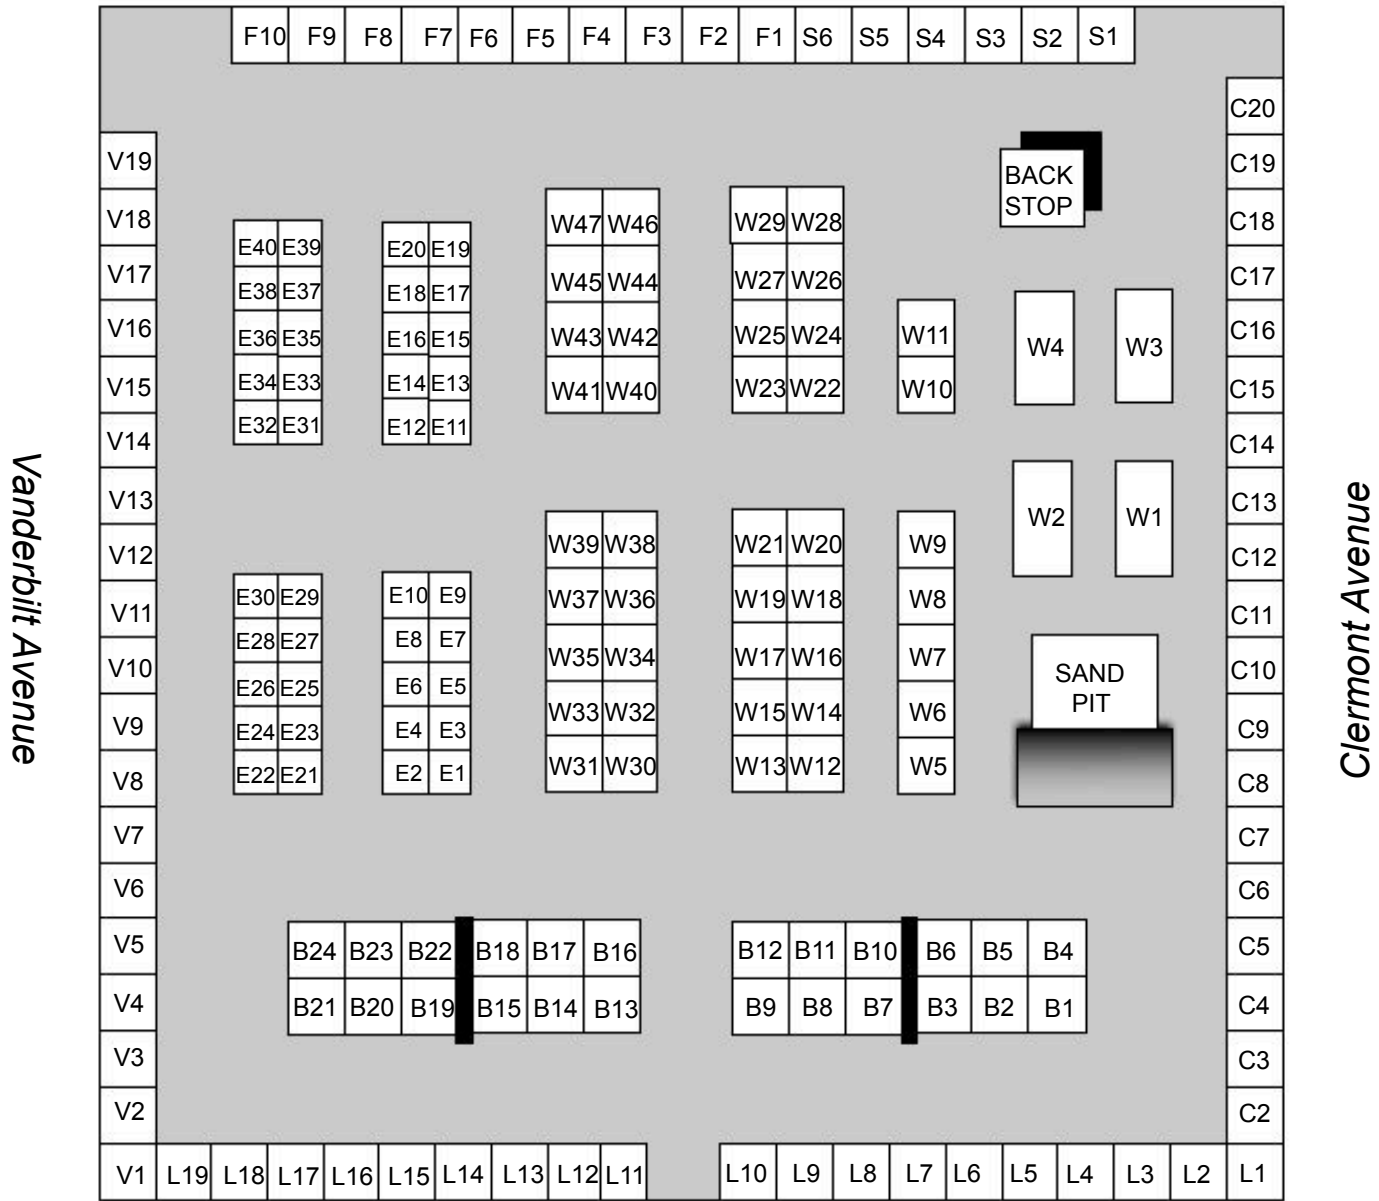 F10 F9 F8 F7 F6 F5 F4 F3 F2 F1 S6 S5 S4 S3 S2 S1
C20
V19 BACK C19
STOP
V18 W47 W46 W29 W28 C18
E40 E39 E20 E19
V17 W45 W44 W27 W26 C17
E38 E37 E18 E17
V16 E36 E35 E16 E15 W43 W42 W25 W24 W11 W4 W3 C16
V15 E34 E33 E14 E13 W41 W40 W23 W22 W10 C15
E32 E31 E12 E11
V14 C14
V13 W2 W1 C13
V12 W39 W38 W21 W20 W9 C12
V11 E30 E29 E10 E9 W37 W36 W19 W18 W8 C11
E28 E27 E8 E7
V10 W35 W34 W17 W16 W7 SAND C10
PIT
E26 E25 E6 E5
V9 E24 E23 E4 E3 W33 W32 W15 W14 W6 C9
V8 E22 E21 E2 E1 W31 W30 W13 W12 W5 C8
V7 C7
V6 C6
V5 B24 B23 B22 B18 B17 B16 B12 B11 B10 B6 B5 B4 C5
V4 B21 B20 B19 B15 B14 B13 B9 B8 B7 B3 B2 B1 C4
V3 C3
V2 C2
V1 L19 L18 L17 L16 L15 L14 L13 L12 L11 L10 L9 L8 L7 L6 L5 L4 L3 L2 L1
Vanderbilt Avenue
Clermont Avenue